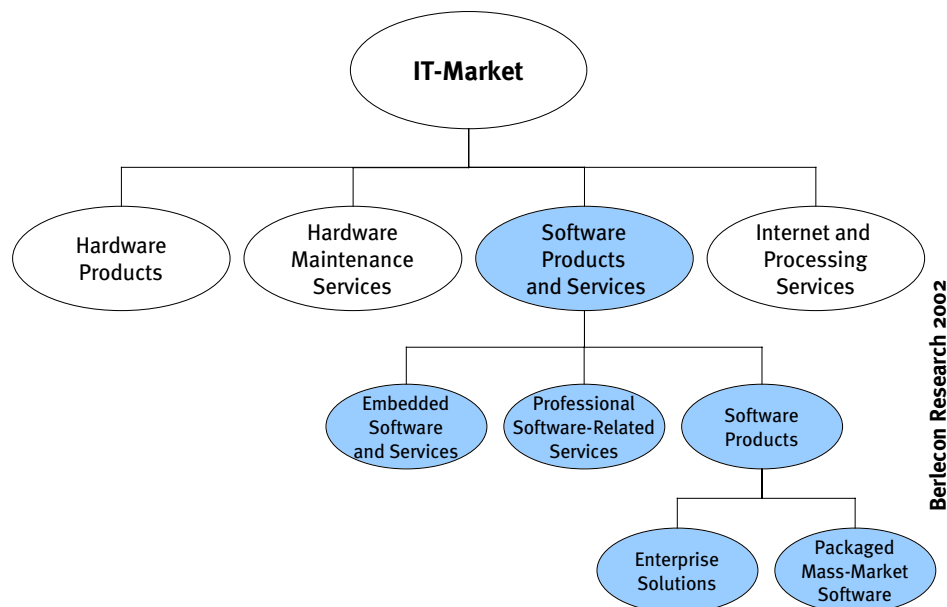 IT-Market
Hardware
Products
Hardware
Maintenance
Services
Software
Products
and Services
Internet and
Processing
Services
Embedded
Software
and Services
Professional
Software-Related
Services
Software
Products
Enterprise
Solutions
Packaged
Mass-Market
Software
Berlecon Research 2002